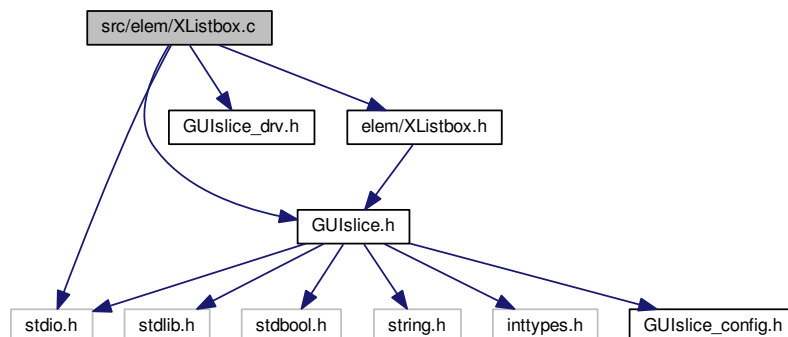 src/elem/XListbox.c
GUIslice_drv.h
elem/XListbox.h
GUIslice.h
stdio.h
stdlib.h
stdbool.h
string.h
inttypes.h
GUIslice_config.h